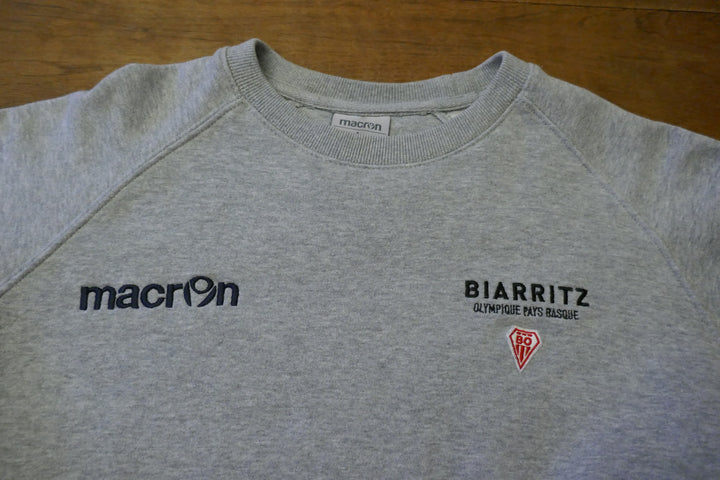 macron
macron
BIARRITZ
OLYMPIQUE PAYS BASQUE
BO